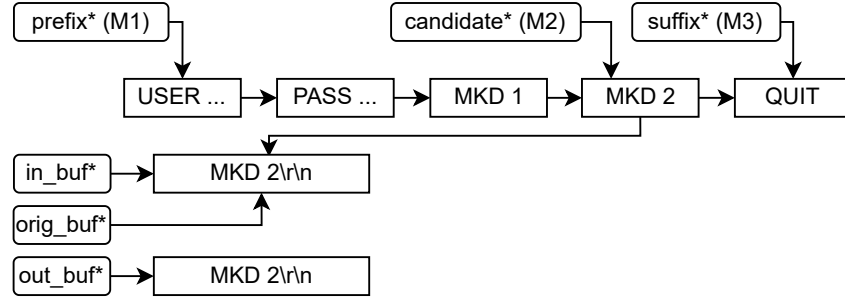 prefix* (M1)
candidate* (M2)
suffix* (M3)
USER ...
PASS ...
MKD 1
MKD 2
QUIT
in_buf*
MKD 2\r\n
orig_buf*
out_buf*
MKD 2\r\n